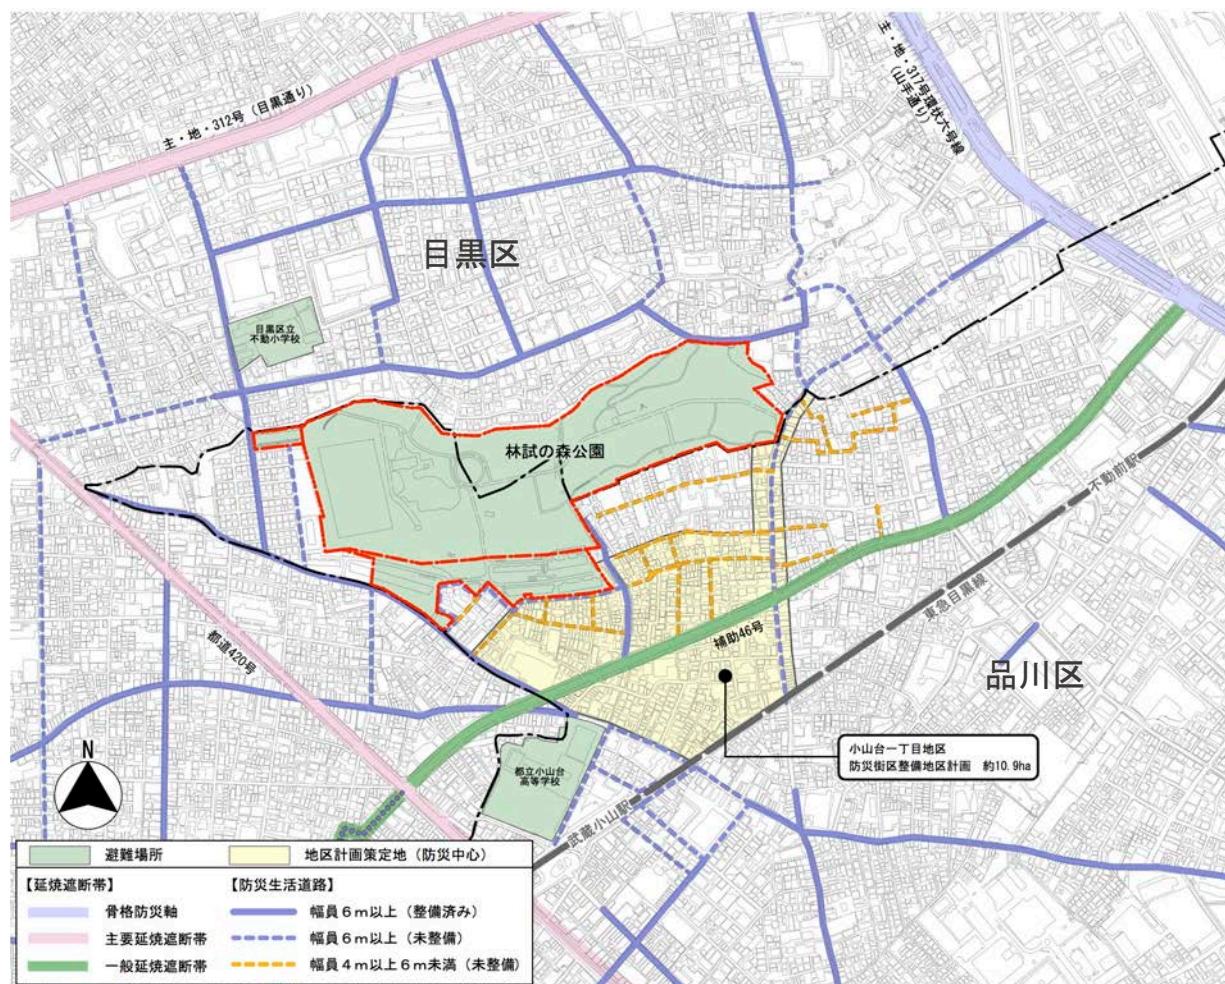 主・地・312号（目黒通り）
主・地・317号環状六号線
（山手通り）
目黒区
目黒区立
不動小学校
林試の森公園
不動前駅
東急目黒線
補助46号
都道420号
品川区
小山台一丁目地区
防災街区整備地区計画　約10.9ha
都立小山台
高等学校
武蔵小山駅
N
避難場所
地区計画策定地（防災中心）
【延焼遮断帯】
【防災生活道路】
骨格防災軸
幅員６ｍ以上（整備済み）
主要延焼遮断帯
幅員６ｍ以上（未整備）
一般延焼遮断帯
幅員４ｍ以上６ｍ未満（未整備）